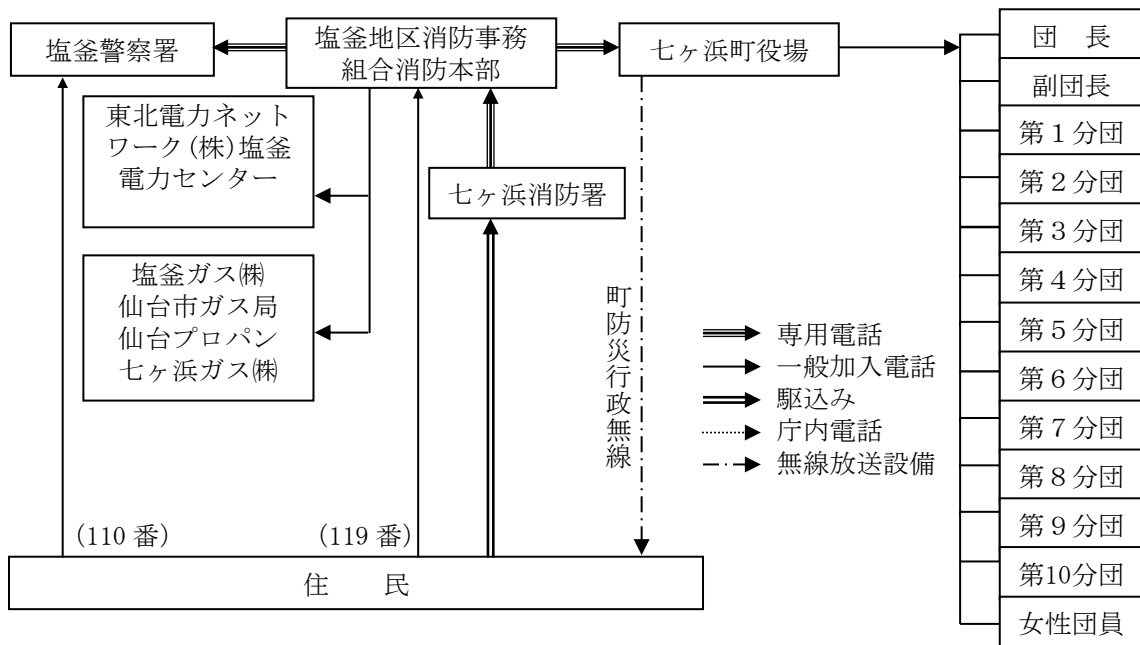 塩釜警察署
塩釜地区消防事務
組合消防本部
七ヶ浜町役場
東北電力ネット
ワーク(株)塩釜
電力センター
七ヶ浜消防署
塩釜ガス㈱
仙台市ガス局
仙台プロパン
七ヶ浜ガス㈱
町防災行政無線
専用電話
一般加入電話
駆込み
庁内電話
無線放送設備
(110番)
(119番)
住　　民
団　長
副団長
第１分団
第２分団
第３分団
第４分団
第５分団
第６分団
第７分団
第８分団
第９分団
第10分団
女性団員